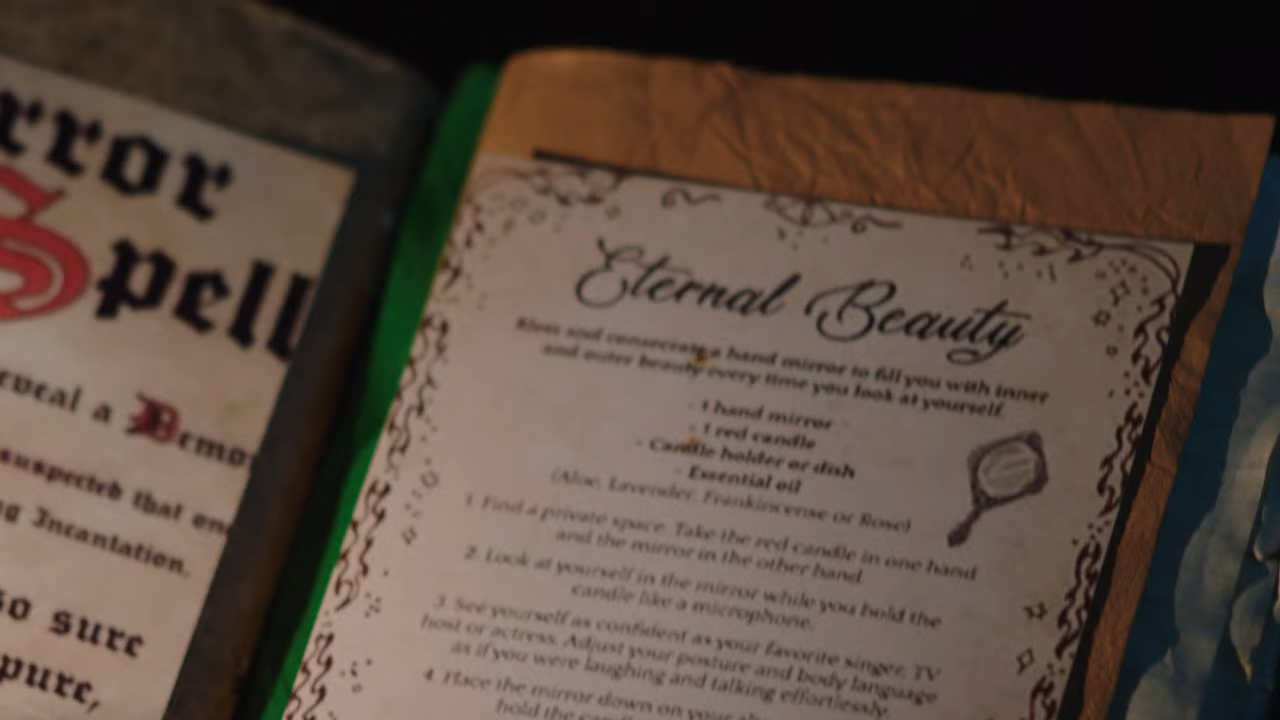 rror
Spell
eveal a Demo
suspected that en
ng Incantation.
so sure
pure,
Eternal Beauty
Bless and consecrate a hand mirror to fill you with inner
and outer beauty every time you look at yourself.
- 1 hand mirror
- 1 red candle
- Candle holder or dish
- Essential oil
(Aloe, Lavender, Frankincense or Rose)
1. Find a private space. Take the red candle in one hand
and the mirror in the other hand.
2. Look at yourself in the mirror while you hold the
candle like a microphone.
3. See yourself as confident as your favorite singer, TV
host or actress. Adjust your posture and body language
as if you were laughing and talking effortlessly.
4. Place the mirror down on your
hold the